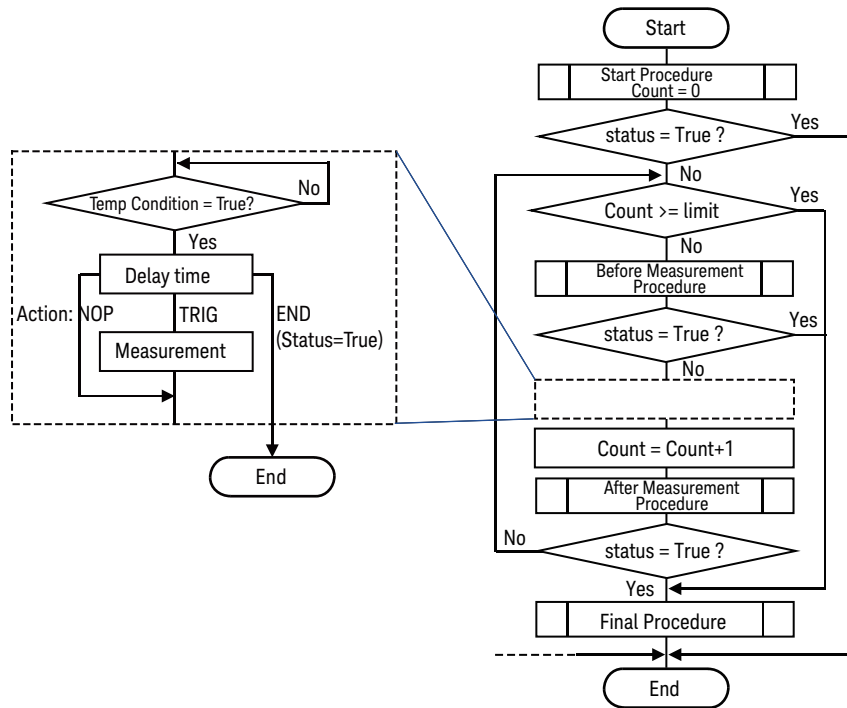 Start
Start Procedure
Count = 0
Yes
status = True ?
No
Yes
Count >= limit
No
Before Measurement
Procedure
status = True ?
Yes
No
Count = Count+1
After Measurement
Procedure
No
status = True ?
Yes
Final Procedure
End
No
Temp Condition = True?
Yes
Delay time
Action: NOP
TRIG
END
(Status=True)
Measurement
End